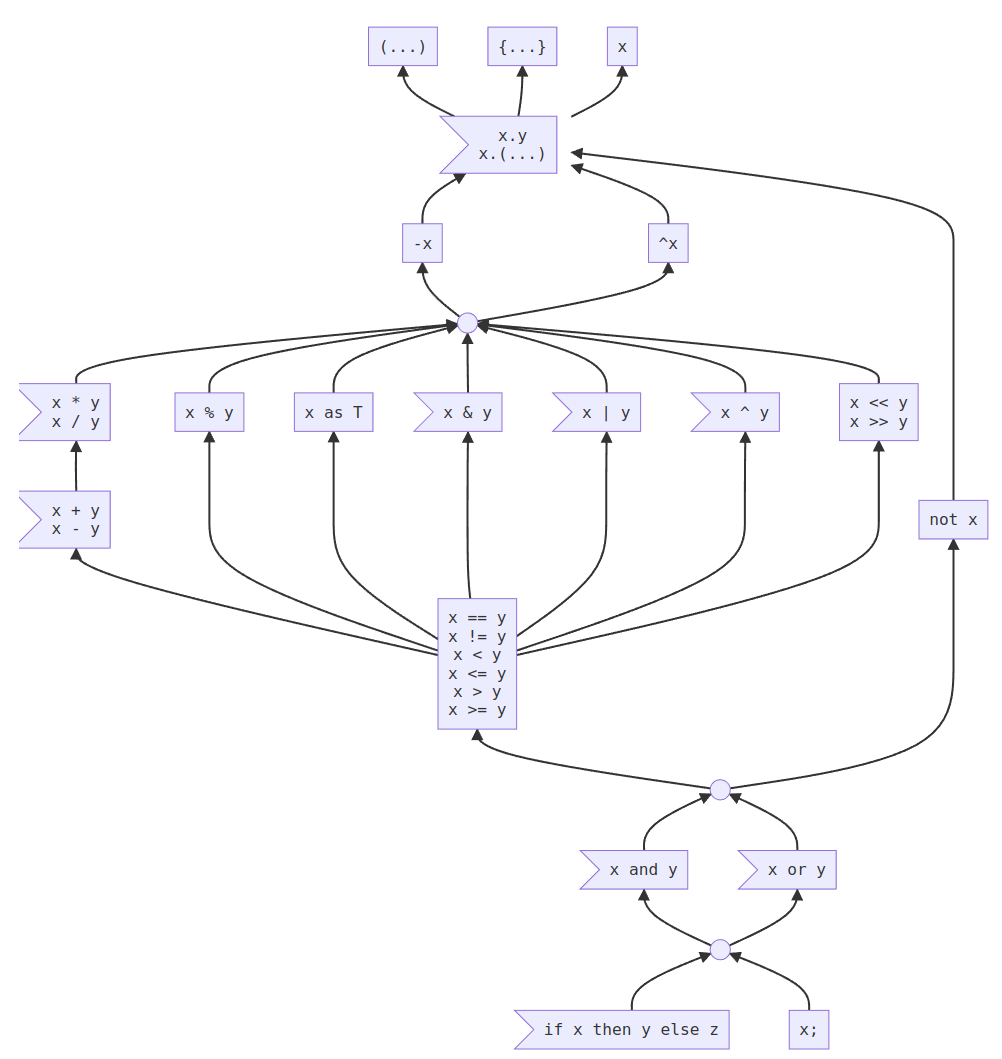 (...)
{...}
x
x.y
x.(...)
-x
^x
x * y
x / y
x % y
x as T
x & y
x | y
x ^ y
x << y
x >> y
x + y
x - y
not x
x == y
x != y
x < y
x <= y
x > y
x >= y
x and y
x or y
if x then y else z
x;